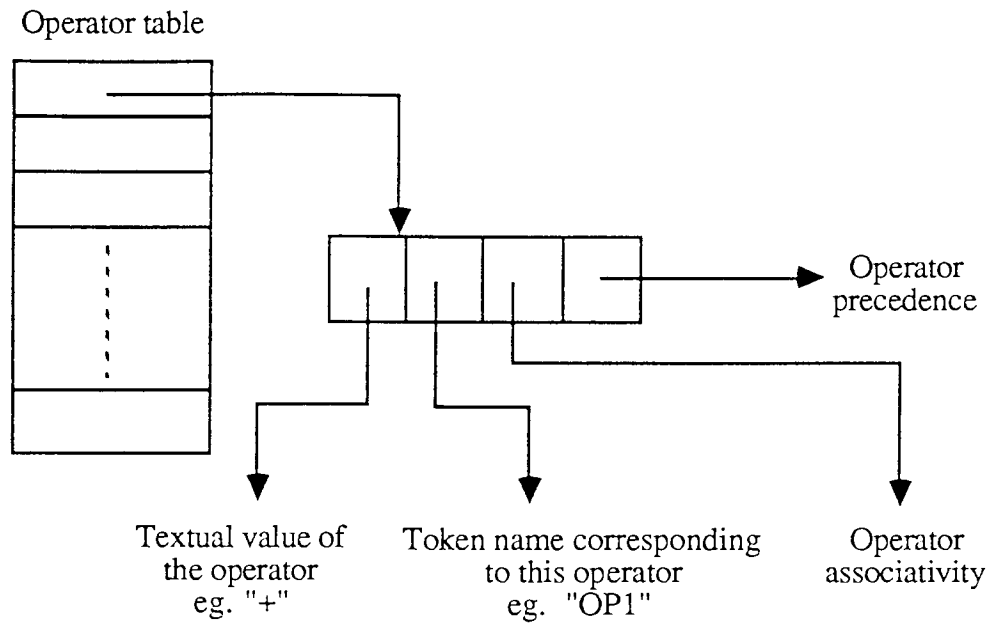 Operator table
Operator
precedence
Textual value of
the operator
eg. "+"
Token name corresponding
to this operator
eg. "OP1"
Operator
associativity